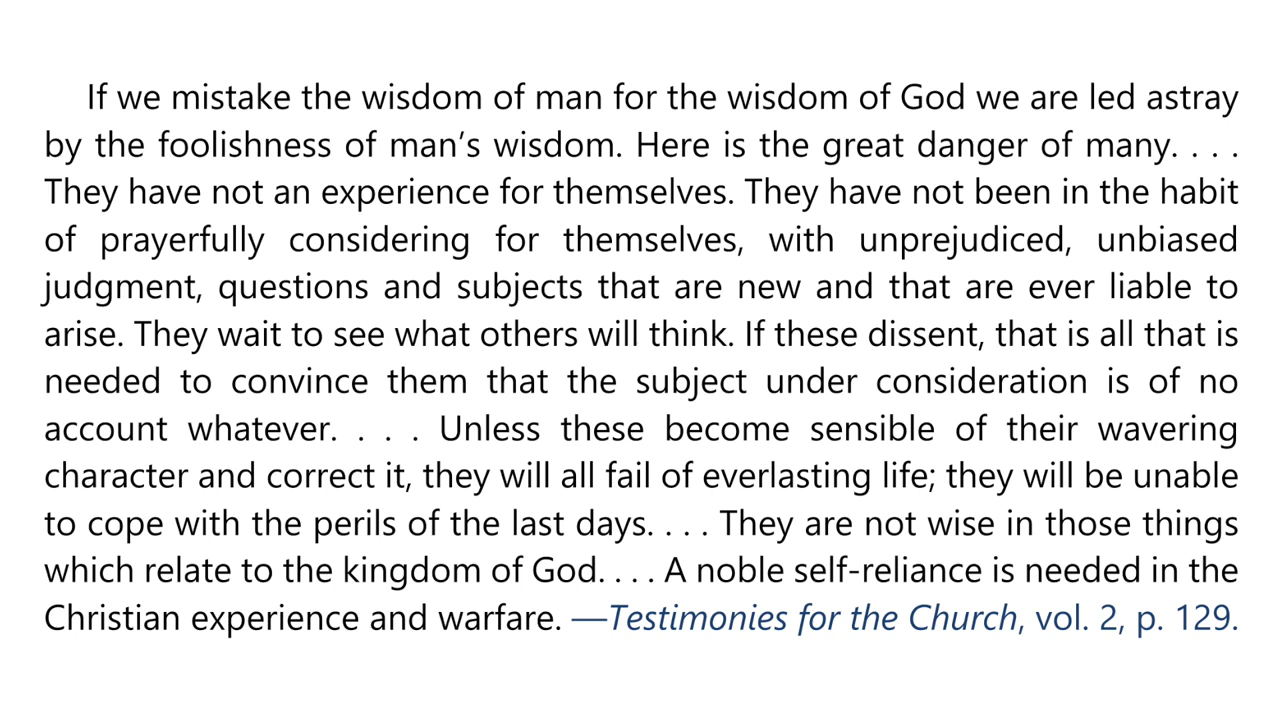 If we mistake the wisdom of man for the wisdom of God we are led astray
by the foolishness of man’s wisdom. Here is the great danger of many. . . .
They have not an experience for themselves. They have not been in the habit
of prayerfully considering for themselves, with unprejudiced, unbiased
judgment, questions and subjects that are new and that are ever liable to
arise. They wait to see what others will think. If these dissent, that is all that is
needed to convince them that the subject under consideration is of no
account whatever. . . . Unless these become sensible of their wavering
character and correct it, they will all fail of everlasting life; they will be unable
to cope with the perils of the last days. . . . They are not wise in those things
which relate to the kingdom of God. . . . A noble self-reliance is needed in the
Christian experience and warfare. —Testimonies for the Church, vol. 2, p. 129.